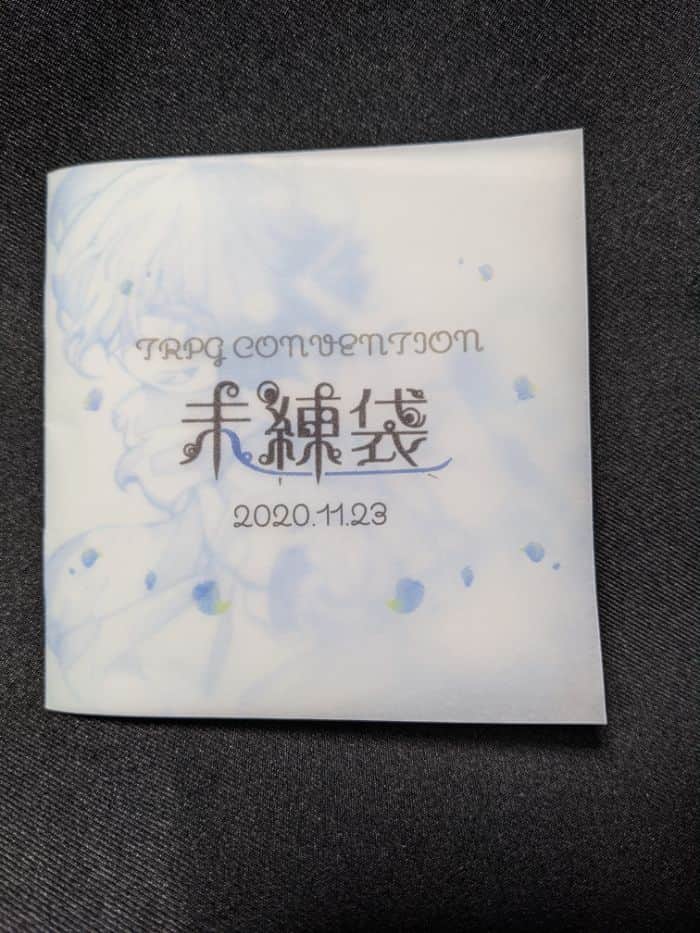 TRPG CONVENTION
未練袋
2020.11.23